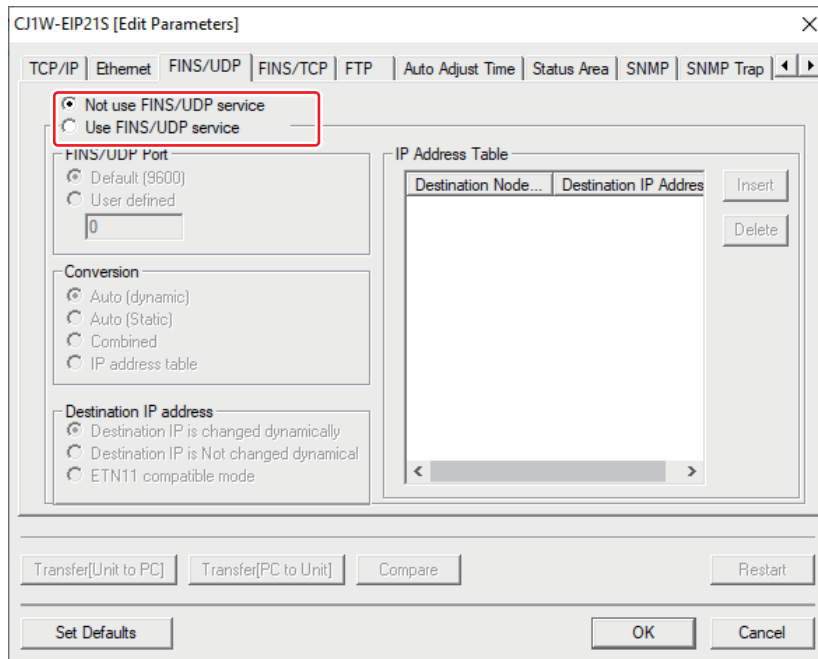 CJ1W-EIP21S [Edit Parameters]
TCP/IP Ethernet FINS/UDP FINS/TCP FTP Auto Adjust Time Status Area SNMP SNMP Trap
Not use FINS/UDP service
Use FINS/UDP service
FINS/UDP Port
Default (9600)
User defined
0
Conversion
Auto (dynamic)
Auto (Static)
Combined
IP address table
Destination IP address
Destination IP is changed dynamically
Destination IP is Not changed dynamical
ETN11 compatible mode
IP Address Table
Destination Node... Destination IP Addres
Insert
Delete
Transfer[Unit to PC] Transfer[PC to Unit] Compare Restart
Set Defaults OK Cancel